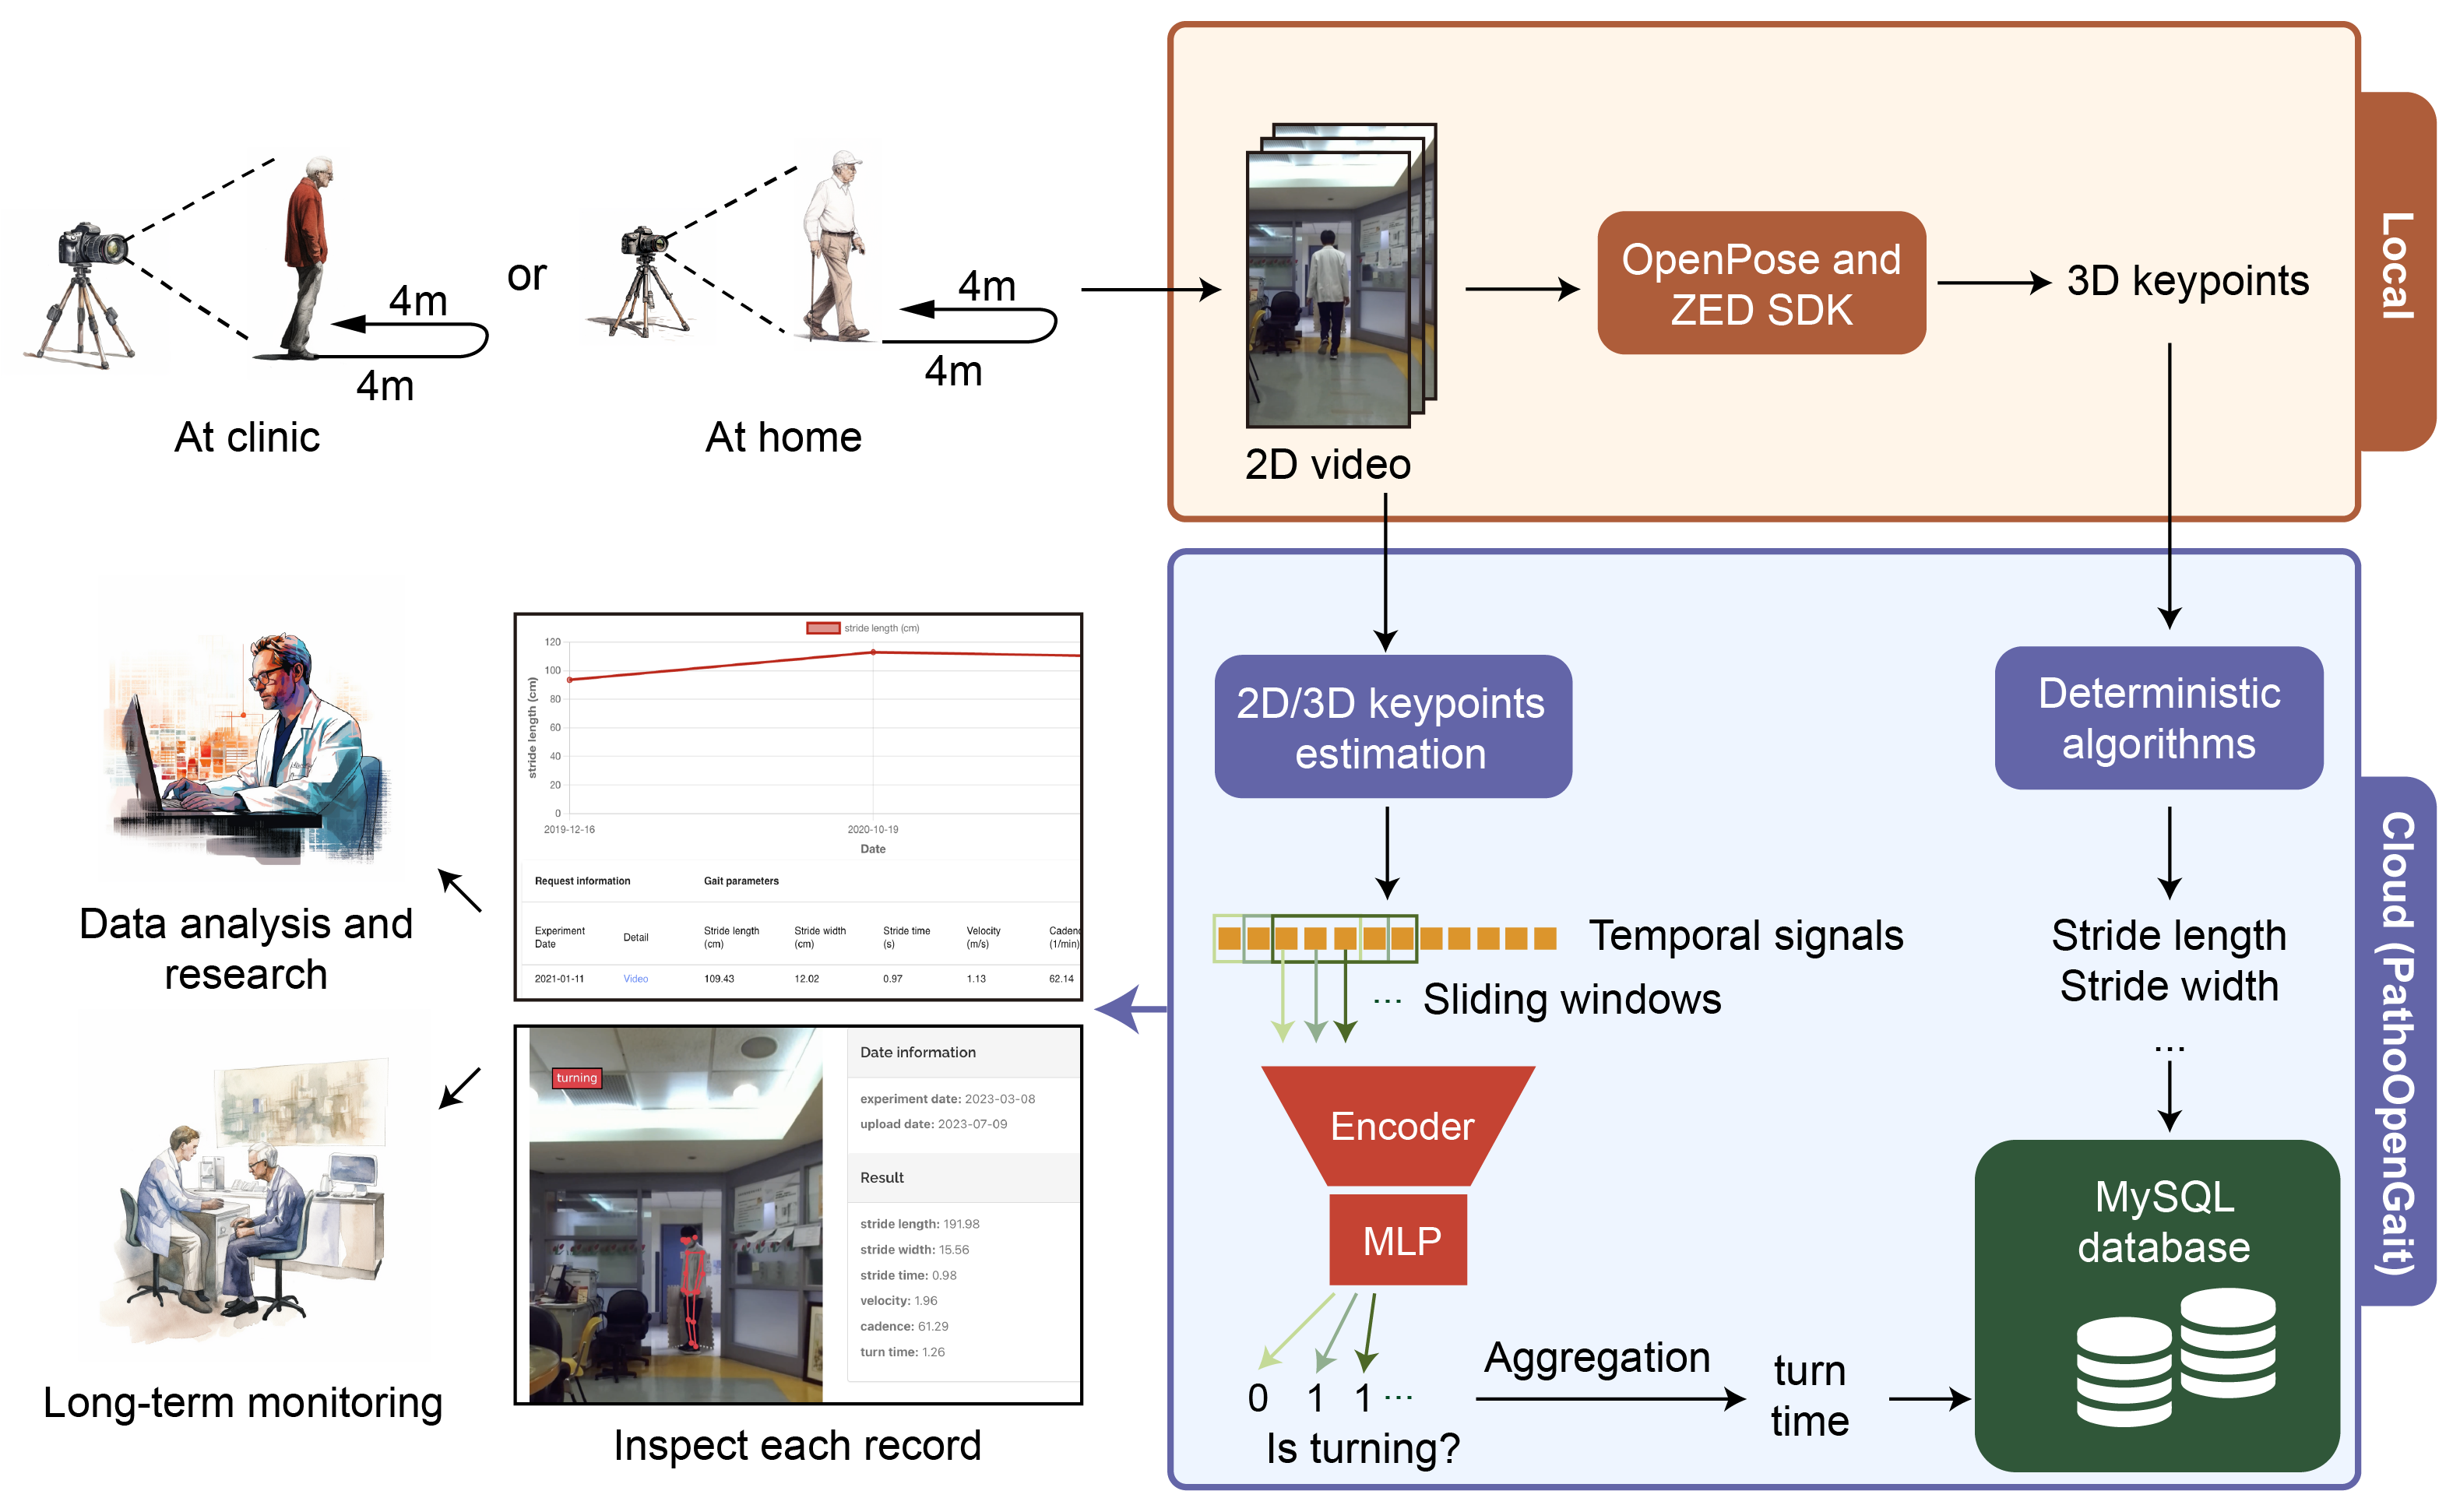 4m
4m
At clinic
or
4m
4m
At home
2D video
OpenPose and
ZED SDK
3D keypoints
Local
2D/3D keypoints
estimation
Deterministic
algorithms
Temporal signals
... Sliding windows
Encoder
MLP
0 1 1 ...
Is turning?
Aggregation
turn
time
Stride length
Stride width
...
MySQL
database
Cloud (PathoOpenGait)
stride length (cm)
stride length (cm)
120
100
80
60
40
20
0
2019-12-16
2020-10-19
Date
Request information Gait parameters
Experiment
Date
Detail
Stride length
(cm)
Stride width
(cm)
Stride time
(s)
Velocity
(m/s)
Cadenc
(1/min)
2021-01-11 Video 109.43 12.02 0.97 1.13 62.14
turning
Date information
experiment date: 2023-03-08
upload date: 2023-07-09
Result
stride length: 191.98
stride width: 15.56
stride time: 0.98
velocity: 1.96
cadence: 61.29
turn time: 1.26
Inspect each record
Data analysis and
research
Long-term monitoring